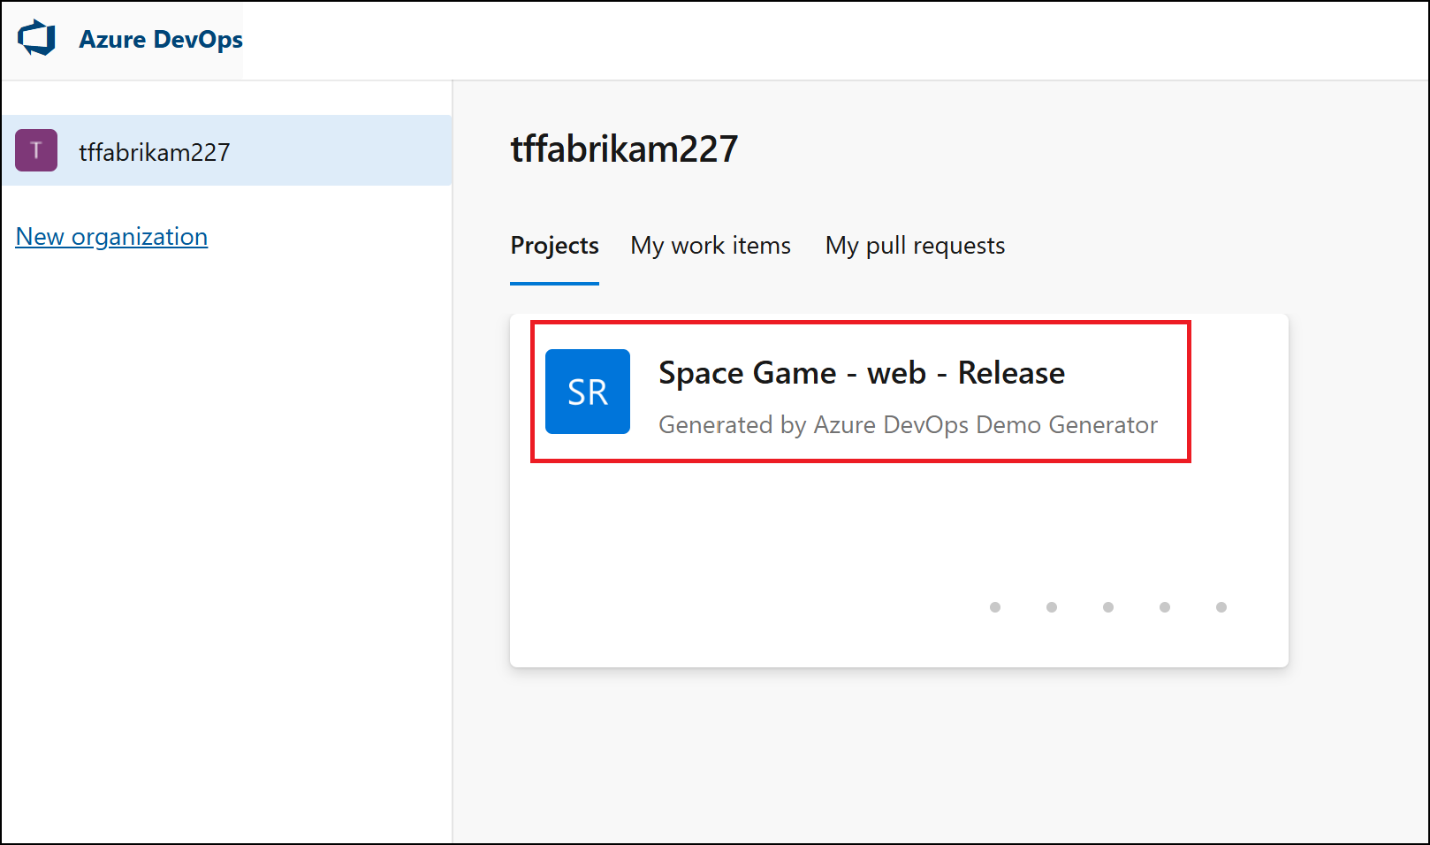 Azure DevOps
T
tffabrikam227
New organization
tffabrikam227
Projects
My work items
My pull requests
SR
Space Game - web - Release
Generated by Azure DevOps Demo Generator